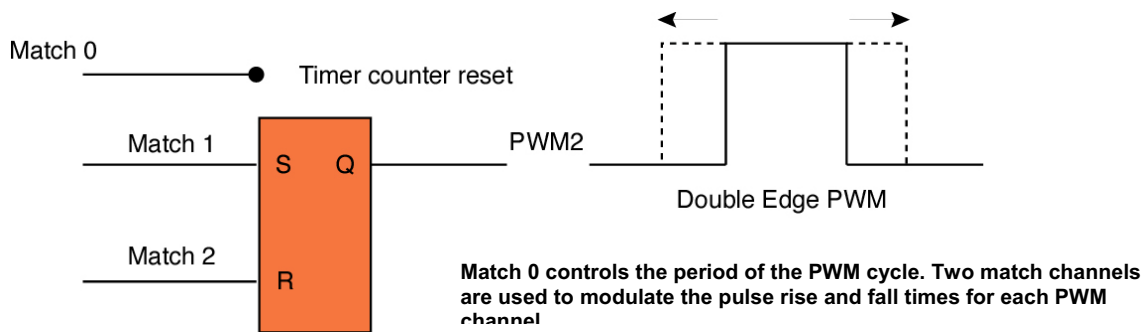 Match 0
Timer counter reset
Match 1
S
Q
PWM2
Double Edge PWM
Match 2
R
Match 0 controls the period of the PWM cycle. Two match channels
are used to modulate the pulse rise and fall times for each PWM
channel